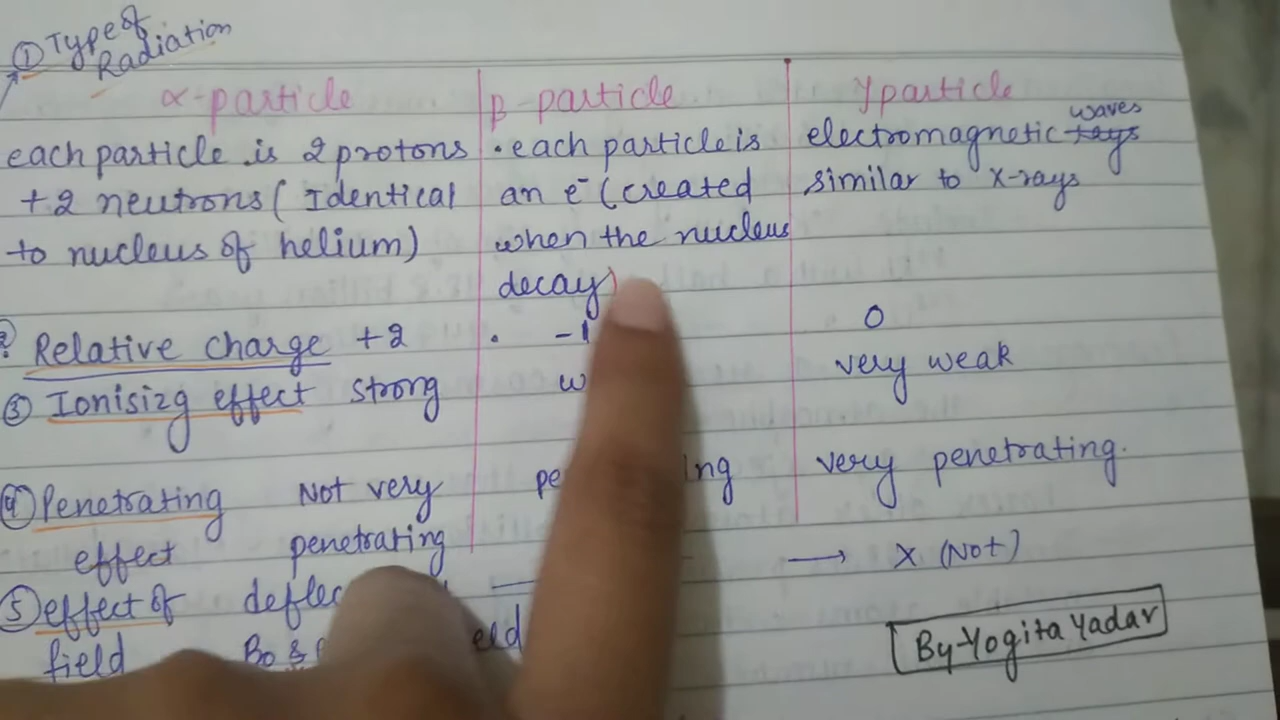 ① Type of
Radiation
α-particle
β-particle
γ particle
each particle is 2 protons
+2 neutrons (Identical
to nucleus of helium)
• each particle is
an e⁻ (created
when the nucleus
decay)
waves
electromagnetic rays
similar to x-rays
Relative charge +2
• -1
0
③ Ionisizg effect strong
very weak
④ Penetrating
effect
Not very
penetrating
very penetrating.
⑤ effect of
field
→ X (Not)
By-Yogita Yadav